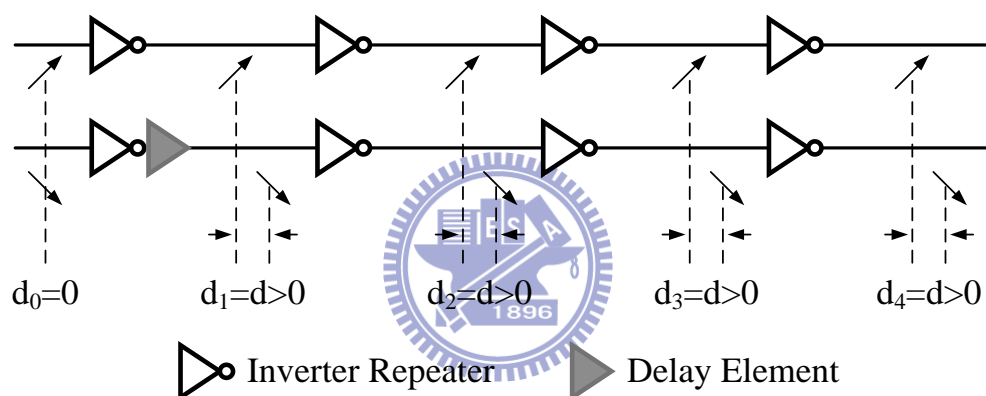 d0=0
d1=d>0
d2=d>0
d3=d>0
d4=d>0
E S A
1896
Inverter Repeater
Delay Element